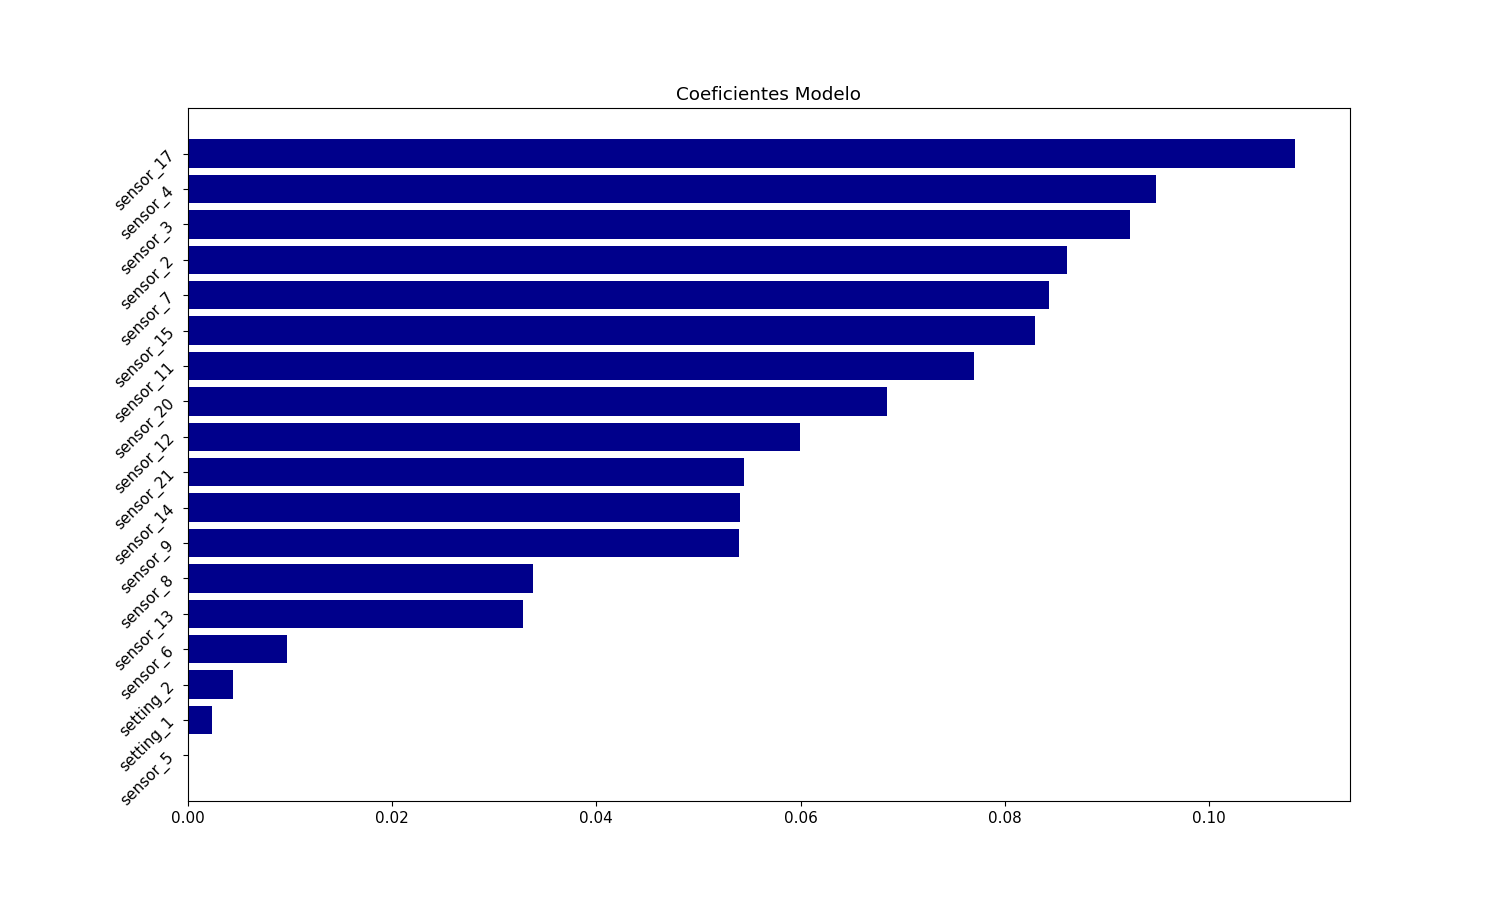 Coeficientes Modelo
sensor_17
sensor_4
sensor_3
sensor_2
sensor_7
sensor_15
sensor_11
sensor_20
sensor_12
sensor_21
sensor_14
sensor_9
sensor_8
sensor_13
sensor_6
setting_2
setting_1
sensor_5
0.00 0.02 0.04 0.06 0.08 0.10